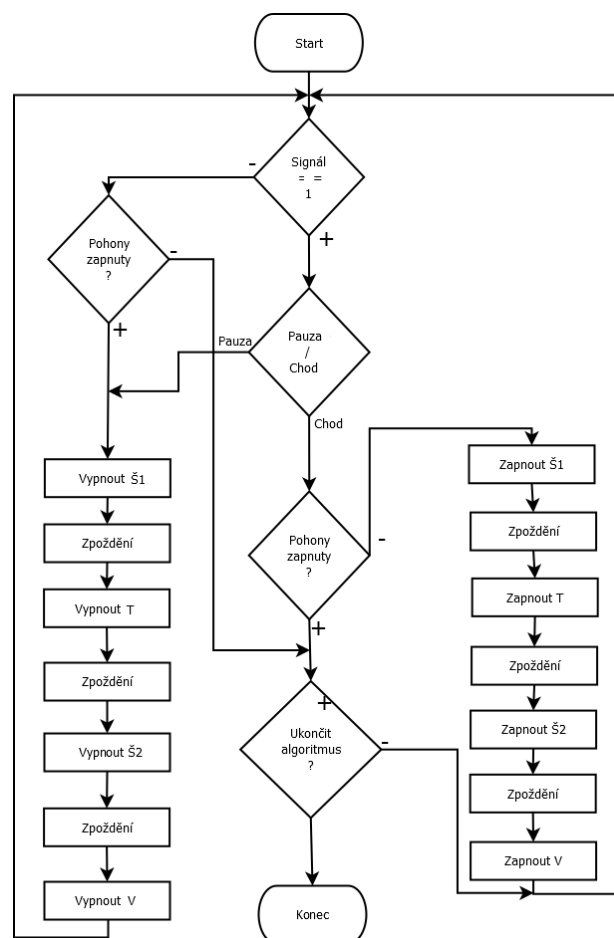 Start
Signál
= =
1
-
+
Pohony
zapnuty
?
-
+
Pauza
/
Chod
Pauza
Chod
Vypnout Š1
Zpoždění
Vypnout T
Zpoždění
Vypnout Š2
Zpoždění
Vypnout V
Pohony
zapnuty
?
-
+
Zapnout Š1
Zpoždění
Zapnout T
Zpoždění
Zapnout Š2
Zpoždění
Zapnout V
+
Ukončit
algoritmus
?
-
Konec